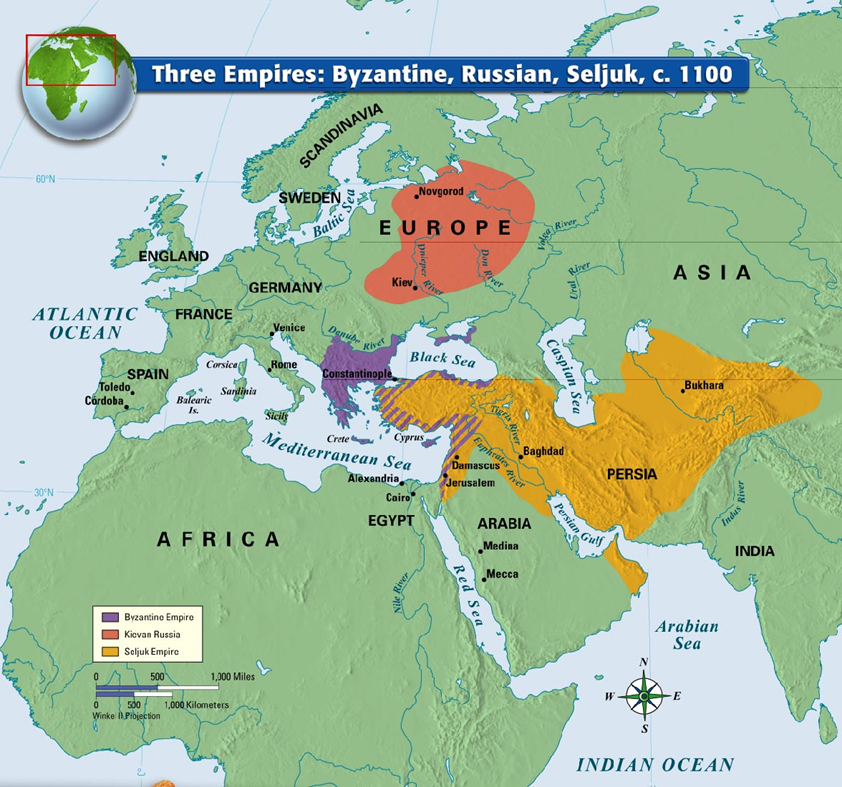 Three Empires: Byzantine, Russian, Seljuk, c. 1100
SCANDINAVIA
60°N
Novgorod
SWEDEN
Baltic Sea
EUROPE
Volga River
ENGLAND
Dnieper River
Don River
Ural River
ASIA
GERMANY
Kiev
ATLANTIC
OCEAN
FRANCE
Venice
Danube River
Black Sea
Caspian Sea
Corsica
Rome
SPAIN
Constantinople
Toledo
Sardinia
Bukhara
Córdoba
Balearic
Is.
Sicily
Crete
Cyprus
Tigris River
Mediterranean Sea
Euphrates River
Baghdad
Damascus
PERSIA
Alexandria
Jerusalem
30°N
Cairo
Indus River
EGYPT
ARABIA
Persian Gulf
AFRICA
Medina
INDIA
Mecca
Nile River
Red Sea
Byzantine Empire
Kievan Russia
Seljuk Empire
Arabian
Sea
0 500 1,000 Miles
0 500 1,000 Kilometers
Winkel II Projection
N
W E
S
INDIAN OCEAN